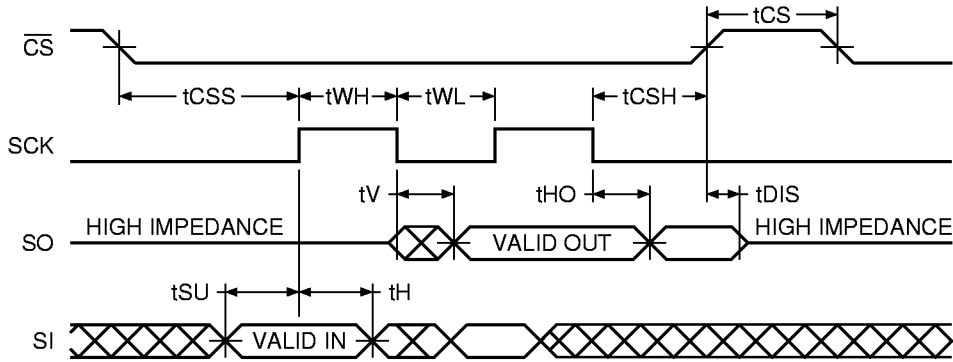 tCS
C̅S̅
tCSS
tWH
tWL
tCSH
SCK
tV
tHO
tDIS
HIGH IMPEDANCE
HIGH IMPEDANCE
SO
VALID OUT
tSU
tH
SI
VALID IN